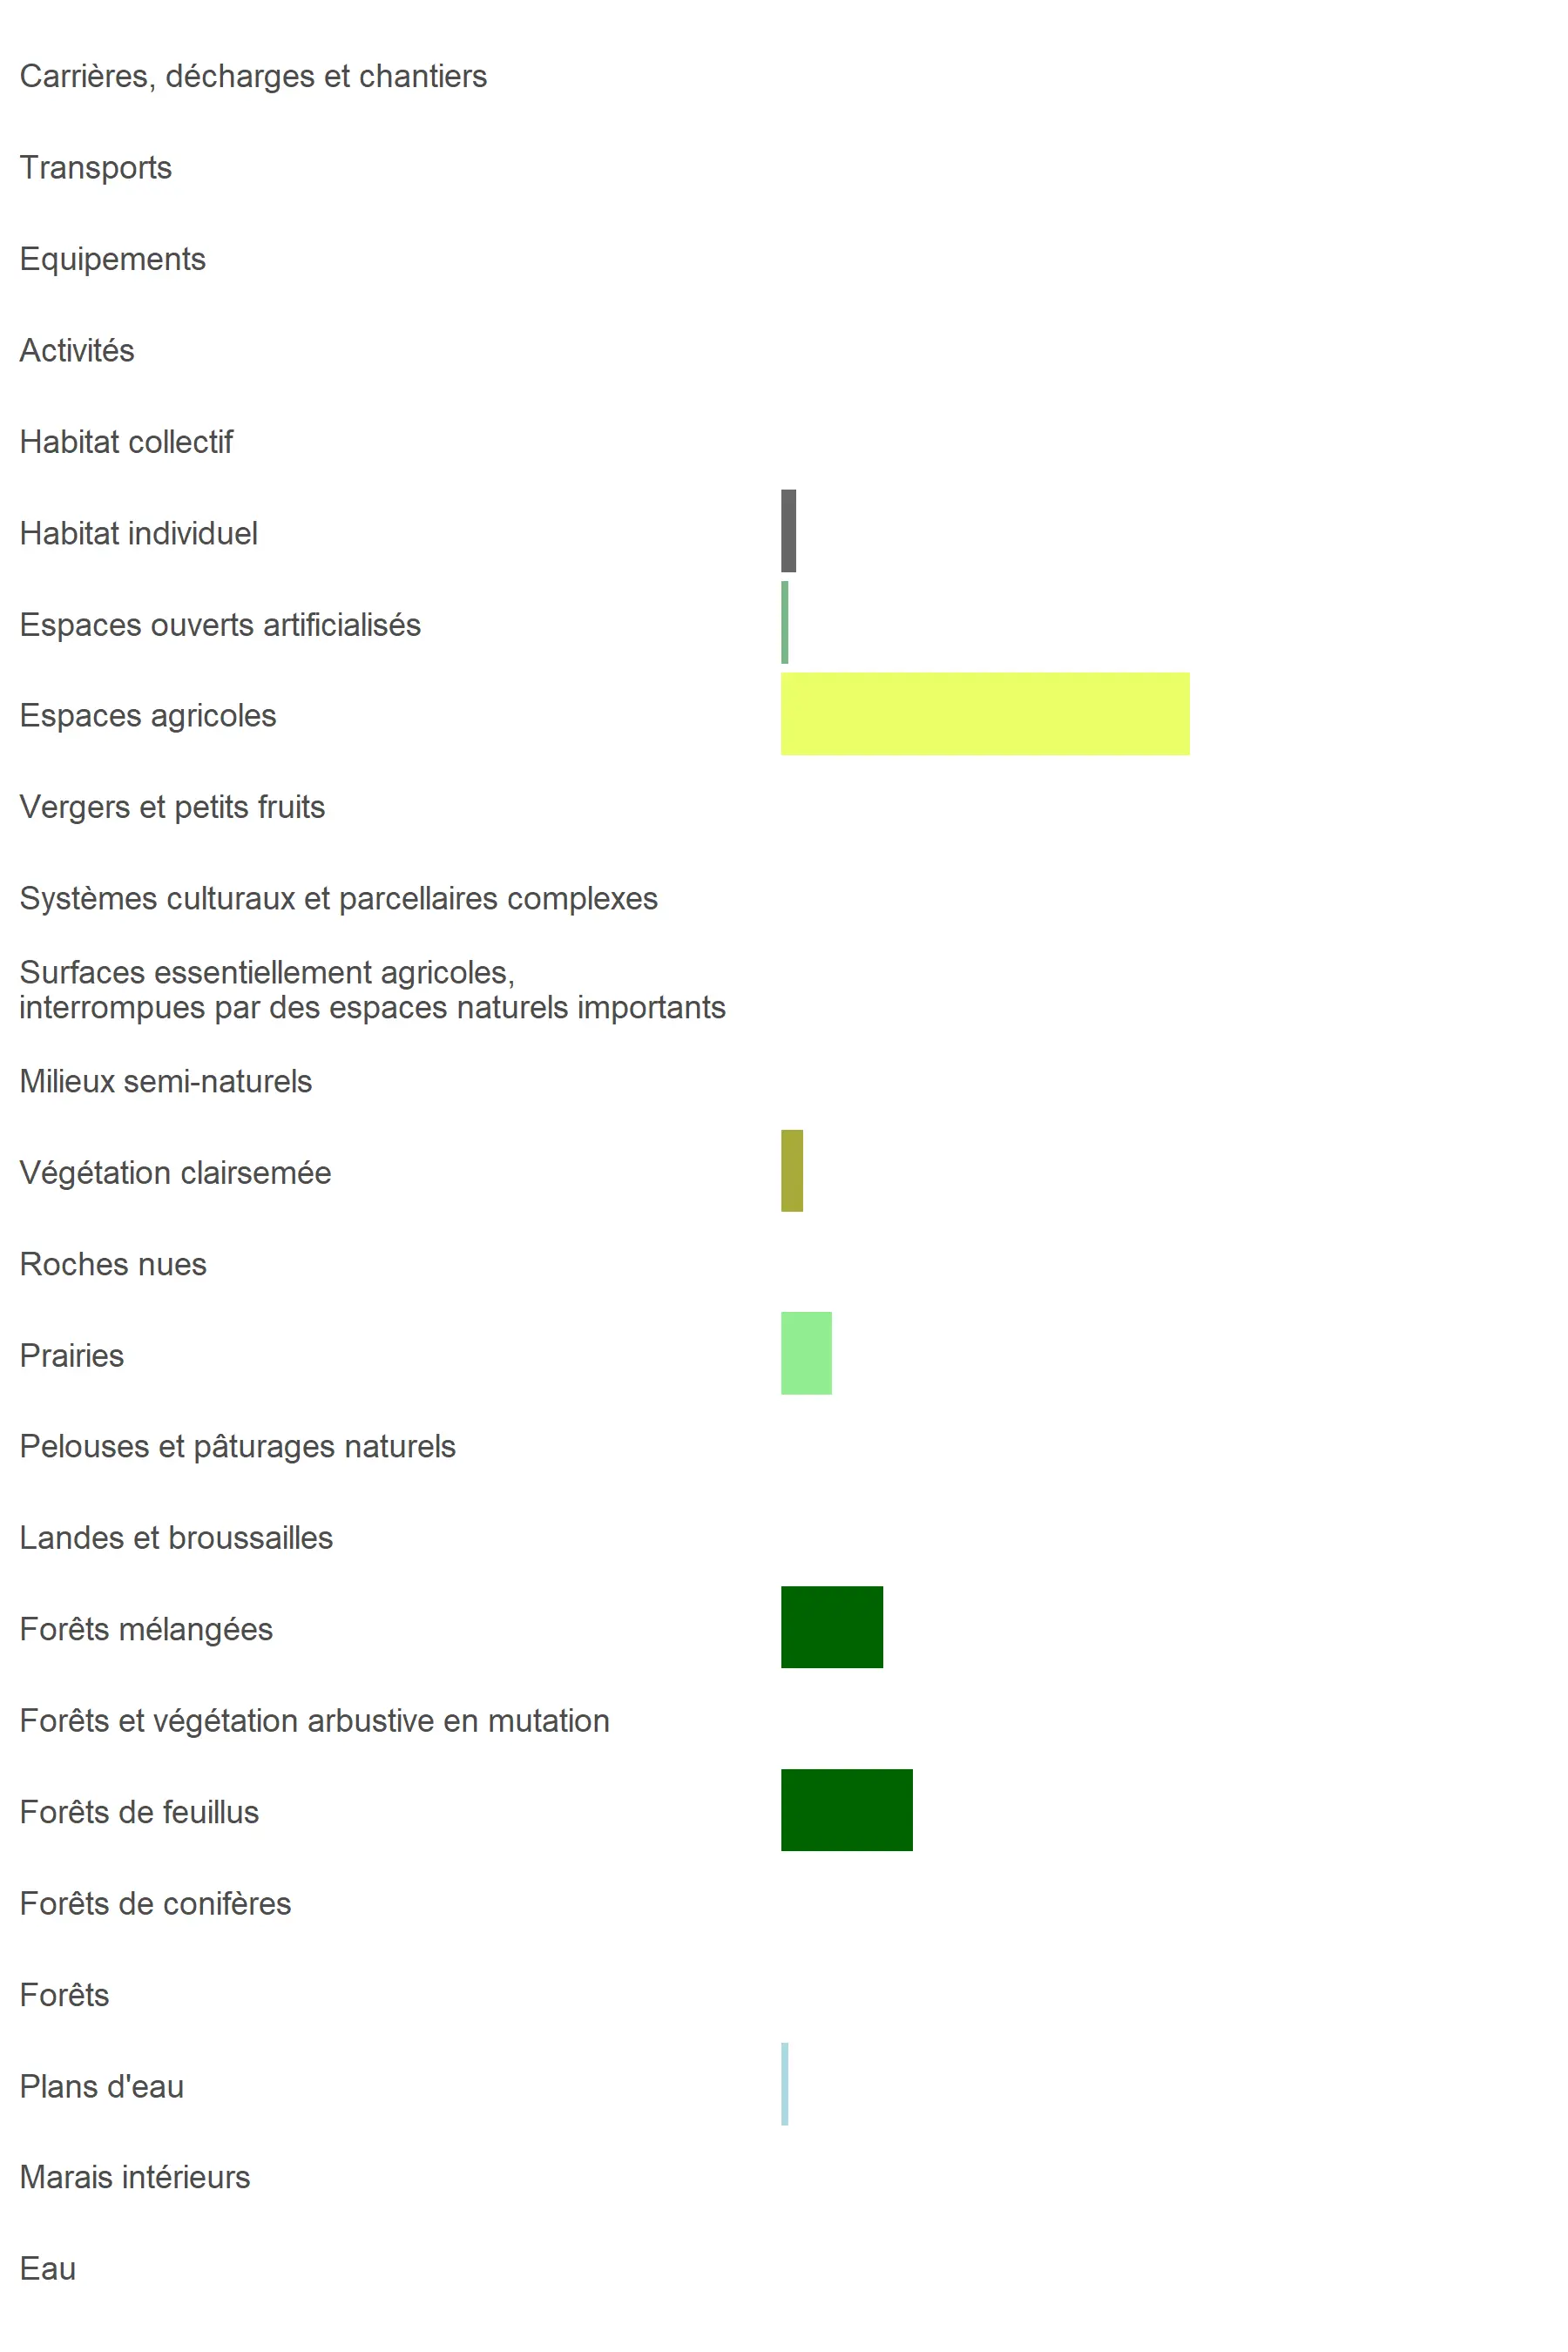 Carrières, décharges et chantiers
Transports
Equipements
Activités
Habitat collectif
Habitat individuel
Espaces ouverts artificialisés
Espaces agricoles
Vergers et petits fruits
Systèmes culturaux et parcellaires complexes
Surfaces essentiellement agricoles,
interrompues par des espaces naturels importants
Milieux semi-naturels
Végétation clairsemée
Roches nues
Prairies
Pelouses et pâturages naturels
Landes et broussailles
Forêts mélangées
Forêts et végétation arbustive en mutation
Forêts de feuillus
Forêts de conifères
Forêts
Plans d'eau
Marais intérieurs
Eau